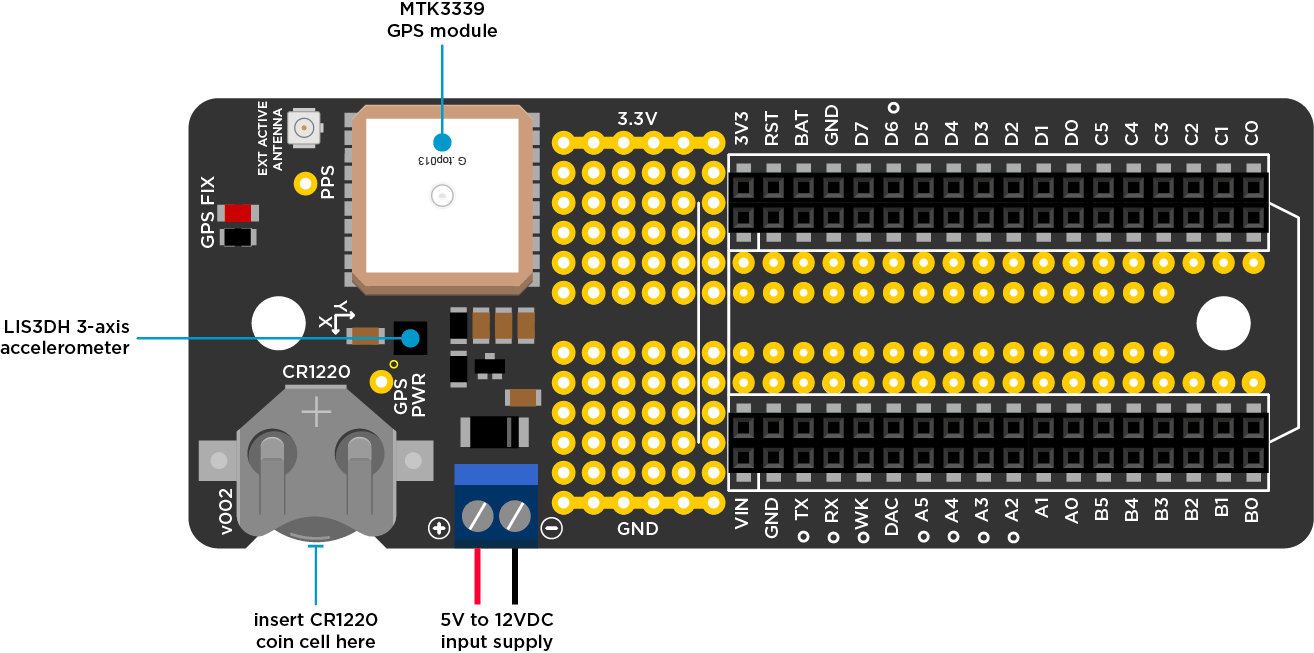 MTK3339
GPS module
EXT ACTIVE
ANTENNA
PPS
GPS FIX
G.top013
3.3V
3V3 RST BAT GND D7 D6 D5 D4 D3 D2 D1 D0 C5 C4 C3 C2 C1 C0
LIS3DH 3-axis
accelerometer
Y
X
CR1220
GPS
PWR
+
v002
+
−
GND
VIN GND TX RX WK DAC A5 A4 A3 A2 A1 A0 B5 B4 B3 B2 B1 B0
insert CR1220
coin cell here
5V to 12VDC
input supply